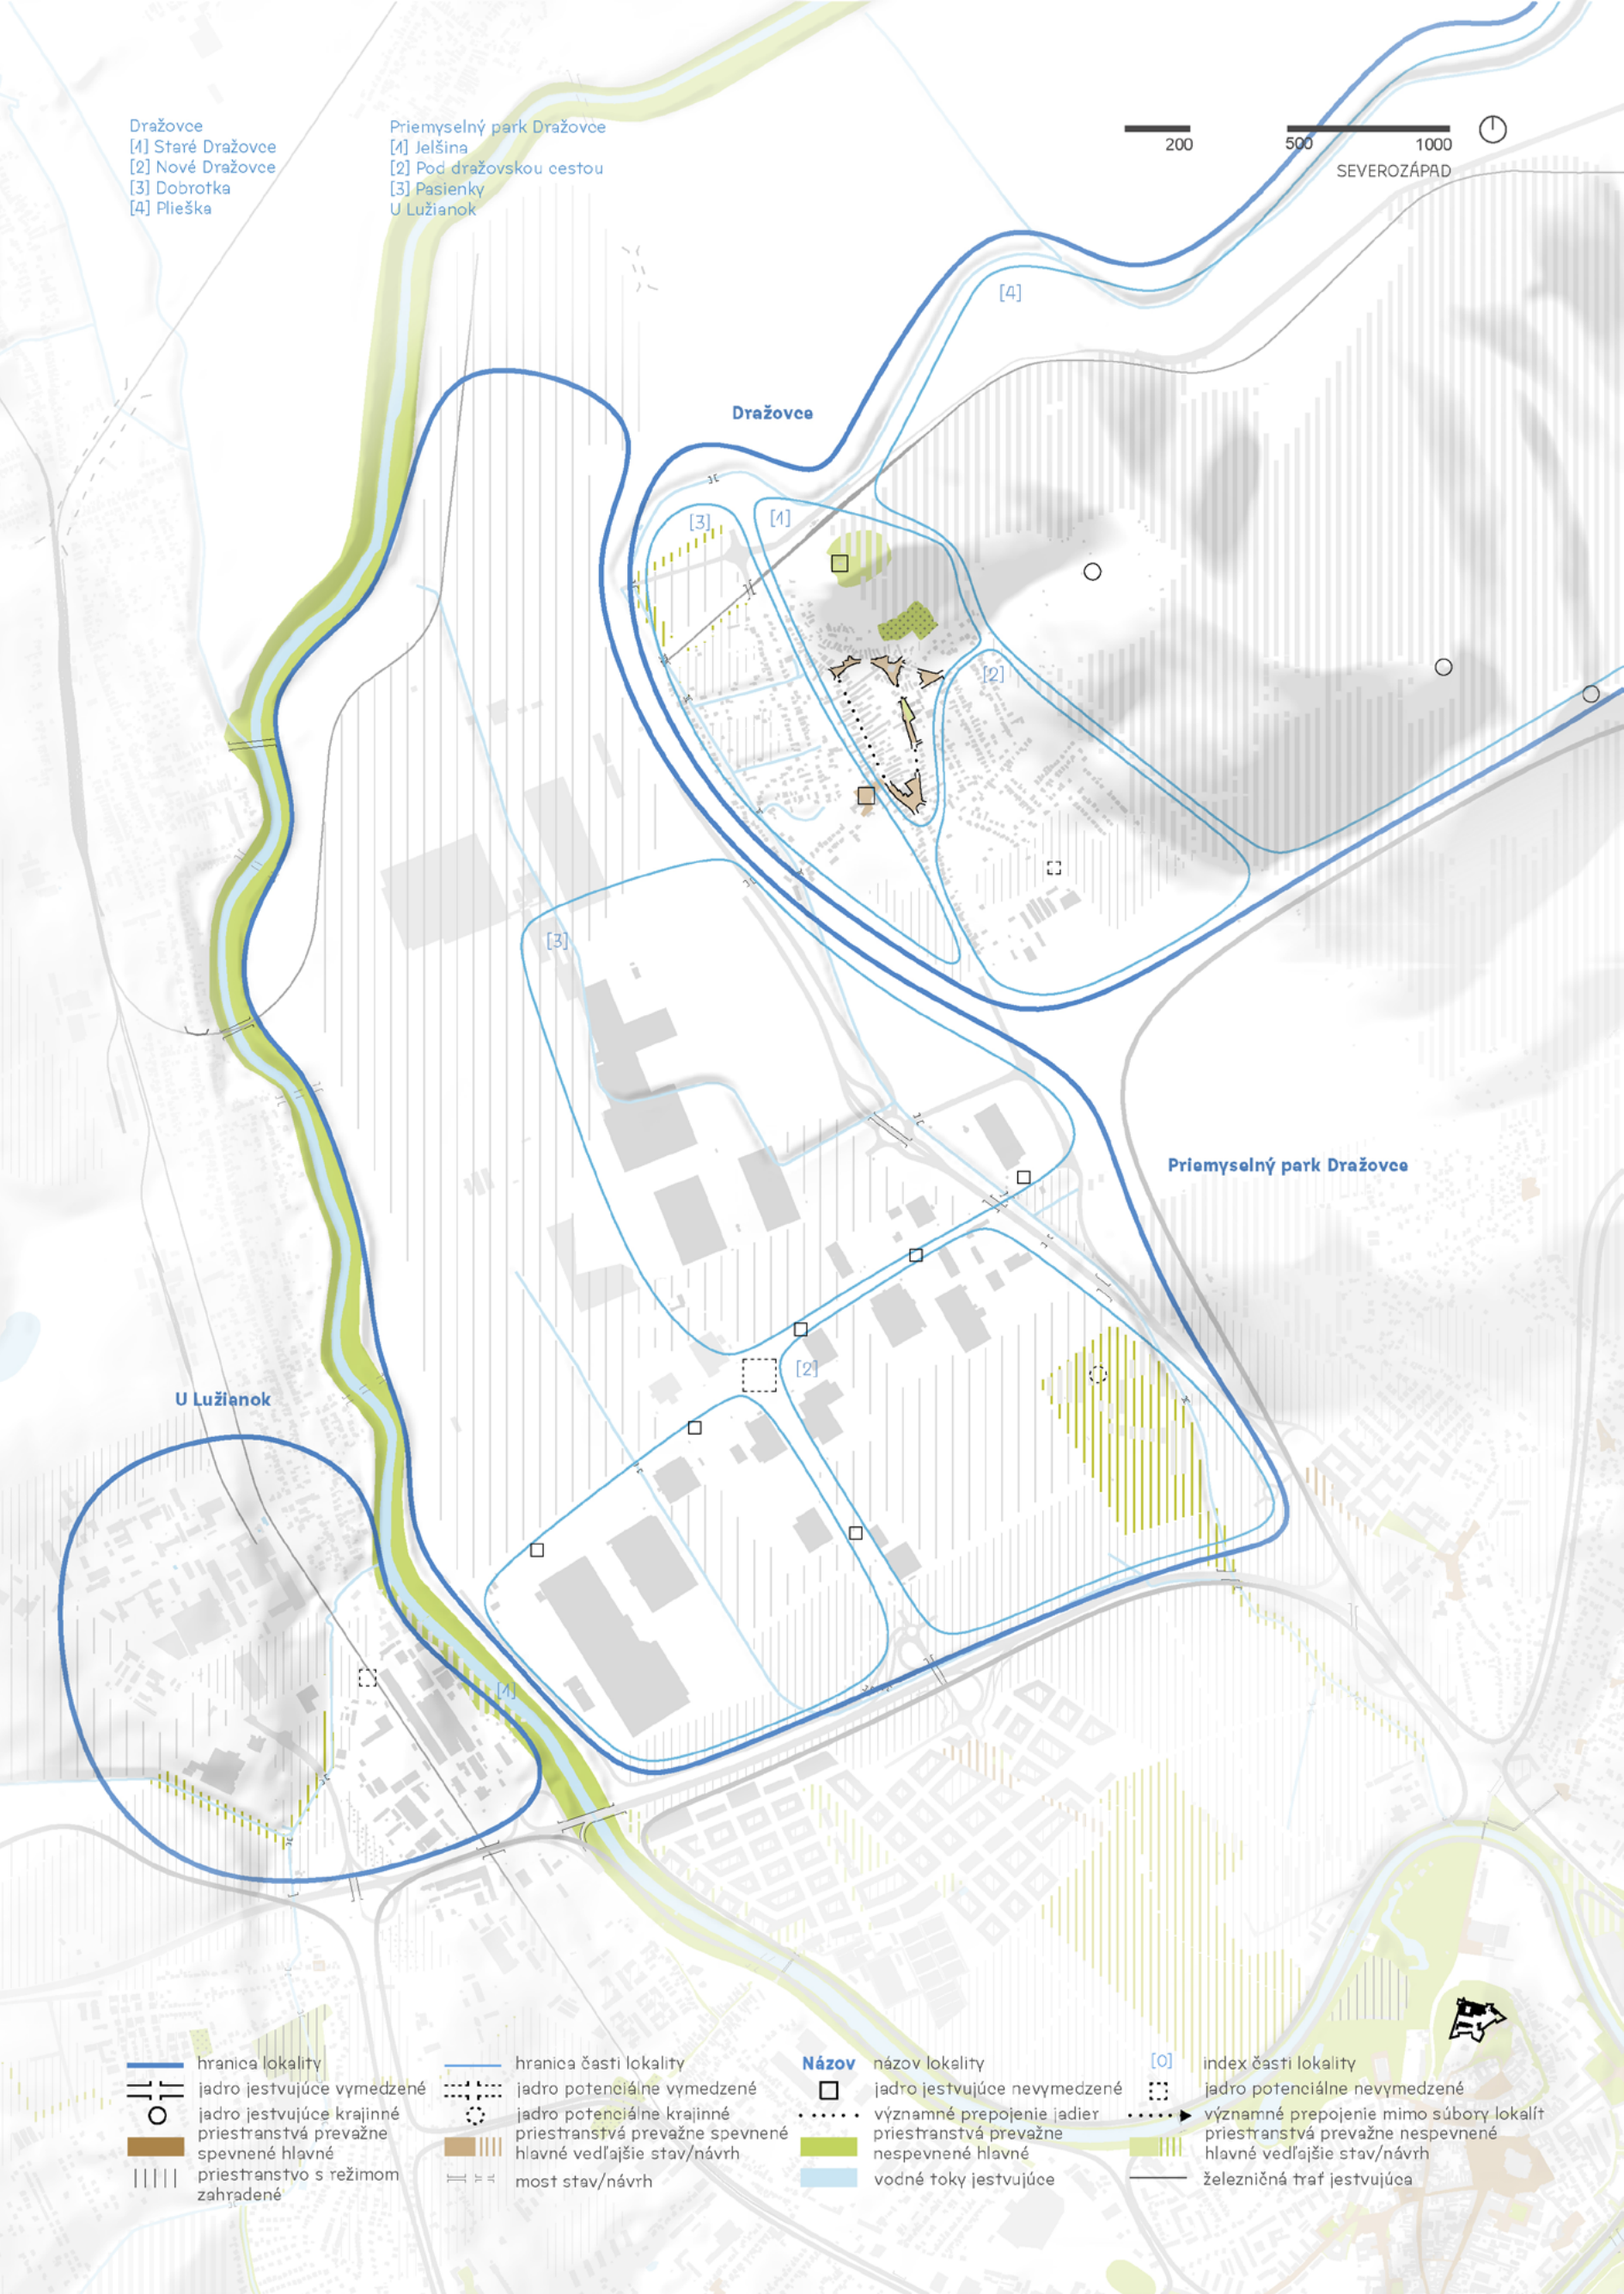 Dražovce
[1] Staré Dražovce
[2] Nové Dražovce
[3] Dobrotka
[4] Plieška
Priemyselný park Dražovce
[1] Jelšina
[2] Pod dražovskou cestou
[3] Pasienky
U Lužianok
200
500
1000
SEVEROZÁPAD
[4]
Dražovce
[3]
[1]
[2]
[3]
Priemyselný park Dražovce
[2]
U Lužianok
[1]
hranica lokality
hranica časti lokality
Názov
názov lokality
[0]
index časti lokality
jadro jestvujúce vymedzené
jadro potenciálne vymedzené
jadro jestvujúce nevymedzené
jadro potenciálne nevymedzené
jadro jestvujúce krajinné
jadro potenciálne krajinné
významné prepojenie jadier
významné prepojenie mimo súbory lokalít
priestranstvá prevažne
spevnené hlavné
priestranstvá prevažne spevnené
hlavné vedľajšie stav/návrh
priestranstvá prevažne
nespevnené hlavné
priestranstvá prevažne nespevnené
hlavné vedľajšie stav/návrh
priestranstvo s režimom
zahradené
most stav/návrh
vodné toky jestvujúce
železničná trať jestvujúca